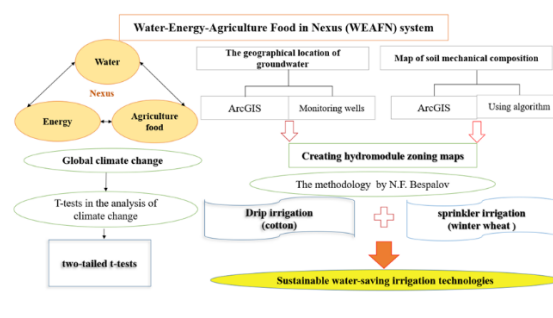 Water-Energy-Agriculture Food in Nexus (WEAFN) system
Water
Nexus
Energy
Agriculture
food
Global climate change
T-tests in the analysis of
climate change
two-tailed t-tests
The geographical location of
groundwater
ArcGIS
Monitoring wells
Map of soil mechanical composition
ArcGIS
Using algorithm
Creating hydromodule zoning maps
The methodology by N.F. Bespalov
Drip irrigation
(cotton)
sprinkler irrigation
(winter wheat )
Sustainable water-saving irrigation technologies